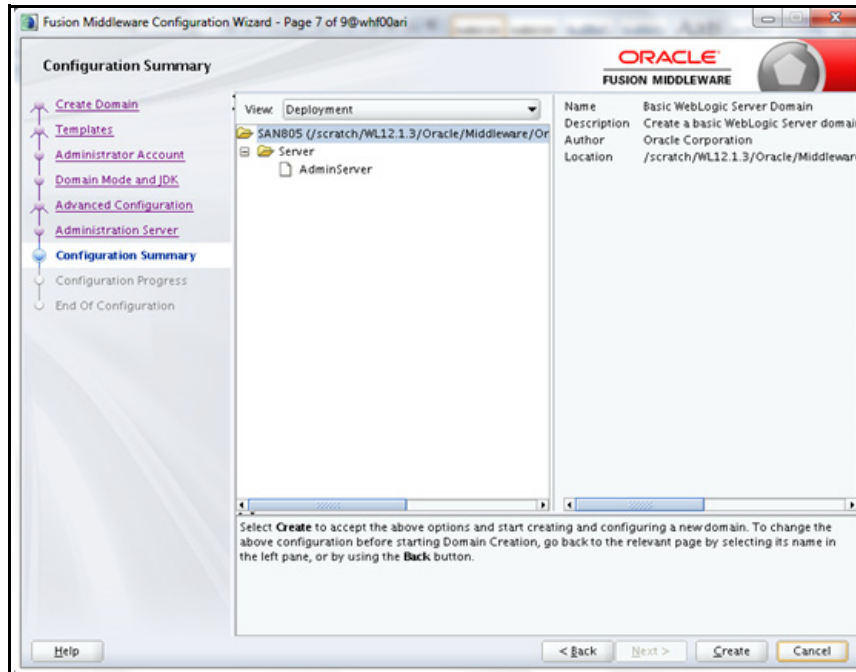 Fusion Middleware Configuration Wizard - Page 7 of 9@whf00ari
Configuration Summary
ORACLE
FUSION MIDDLEWARE
Create Domain
Templates
Administrator Account
Domain Mode and JDK
Advanced Configuration
Administration Server
Configuration Summary
Configuration Progress
End Of Configuration
View: Deployment
SAN805 (/scratch/WL12.1.3/Oracle/Middleware/Or
Server
AdminServer
Name Basic WebLogic Server Domain
Description Create a basic WebLogic Server domai
Author Oracle Corporation
Location /scratch/WL12.1.3/Oracle/Middlewar
Select Create to accept the above options and start creating and configuring a new domain. To change the
above configuration before starting Domain Creation, go back to the relevant page by selecting its name in
the left pane, or by using the Back button.
Help
< Back
Next >
Create
Cancel